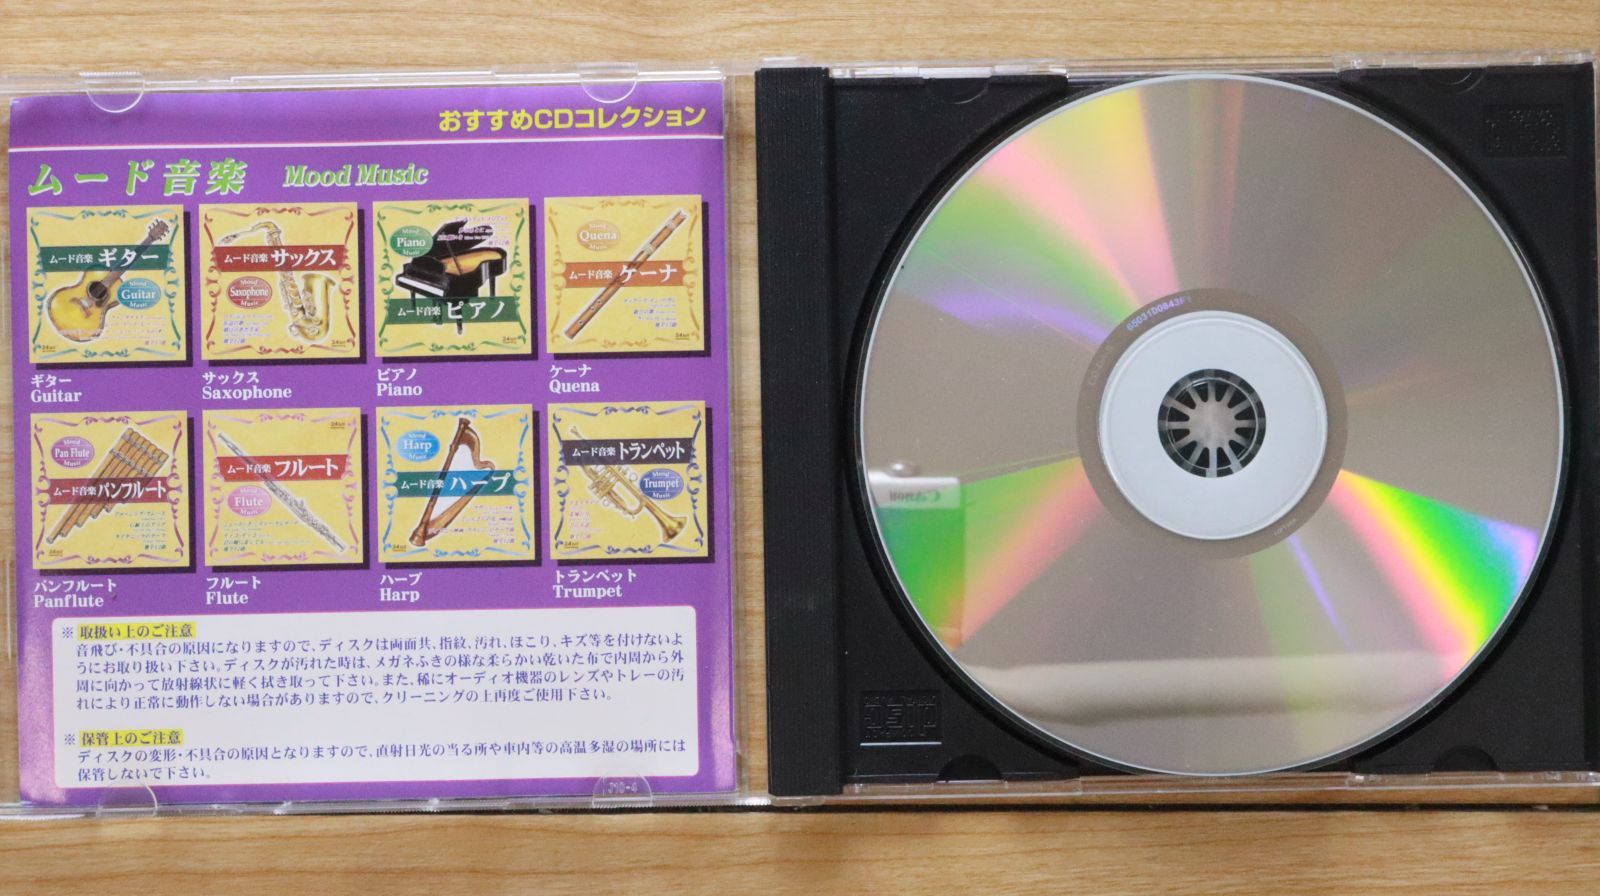 おすすめCDコレクション
ムード音楽 Mood Music
ムード音楽 ギター
Mood
Guitar
Music
24bit
ムード音楽 サックス
Mood
Saxophone
Music
24bit
Piano
Music
ムード音楽 ピアノ
24bit
Quena
Music
ムード音楽 ケーナ
24bit
ギター
Guitar
サックス
Saxophone
ピアノ
Piano
ケーナ
Quena
Mood
Pan Flute
Music
ムード音楽 パンフルート
24bit
24bit
ムード音楽 フルート
Mood
Flute
Music
Mood
Harp
Music
ムード音楽 ハープ
24bit
ムード音楽 トランペット
Mood
Trumpet
Music
24bit
パンフルート
Panflute
フルート
Flute
ハープ
Harp
トランペット
Trumpet
※ 取扱い上のご注意
音飛び・不具合の原因になりますので、ディスクは両面共、指紋、汚れ、ほこり、キズ等を付けないよ
うにお取り扱い下さい。ディスクが汚れた時は、メガネふきの様な柔らかい乾いた布で内周から外
周に向かって放射線状に軽く拭き取って下さい。また、稀にオーディオ機器のレンズやトレーの汚
れにより正常に動作しない場合がありますので、クリーニングの上再度ご使用下さい。
※ 保管上のご注意
ディスクの変形・不具合の原因となりますので、直射日光の当る所や車内等の高温多湿の場所には
保管しないで下さい。
Canon